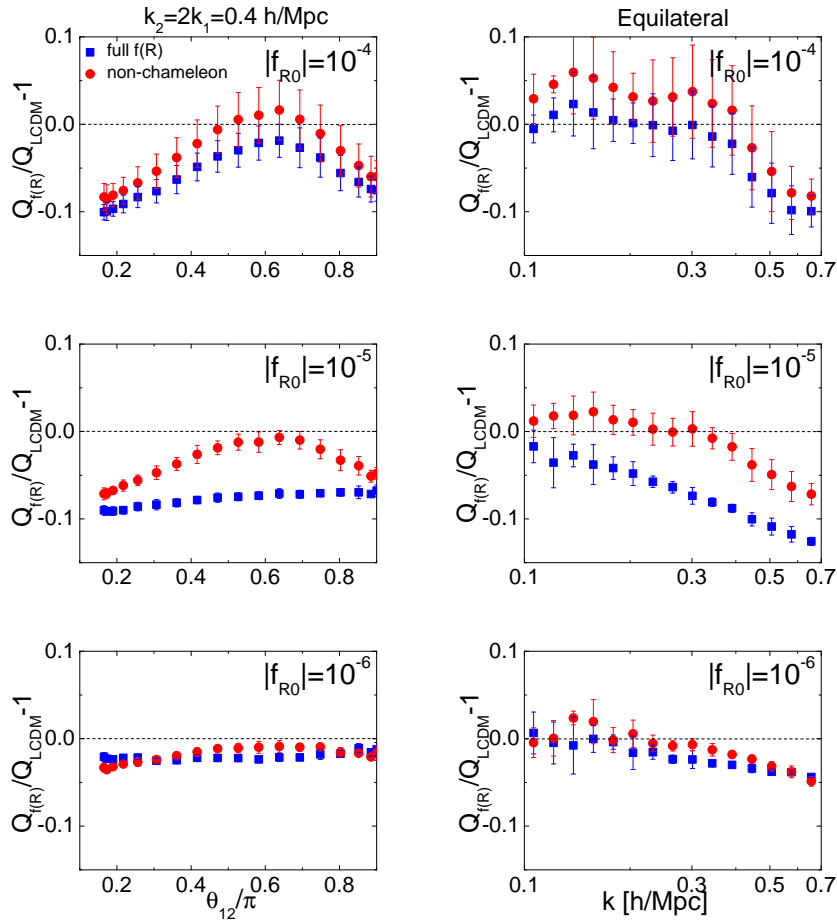 k₂=2k₁=0.4 h/Mpc
Equilateral
full f(R)
non-chameleon
|f_R0|=10⁻⁴
|f_R0|=10⁻⁴
Q_f(R)/Q_LCDM-1
Q_f(R)/Q_LCDM-1
0.1
0.0
-0.1
0.1
0.0
-0.1
0.2 0.4 0.6 0.8
0.1 0.3 0.5 0.7
|f_R0|=10⁻⁵
|f_R0|=10⁻⁵
Q_f(R)/Q_LCDM-1
Q_f(R)/Q_LCDM-1
0.1
0.0
-0.1
0.1
0.0
-0.1
0.2 0.4 0.6 0.8
0.1 0.3 0.5 0.7
|f_R0|=10⁻⁶
|f_R0|=10⁻⁶
Q_f(R)/Q_LCDM-1
Q_f(R)/Q_LCDM-1
0.1
0.0
-0.1
0.1
0.0
-0.1
0.2 0.4 0.6 0.8
0.1 0.3 0.5 0.7
θ₁₂/π
k [h/Mpc]